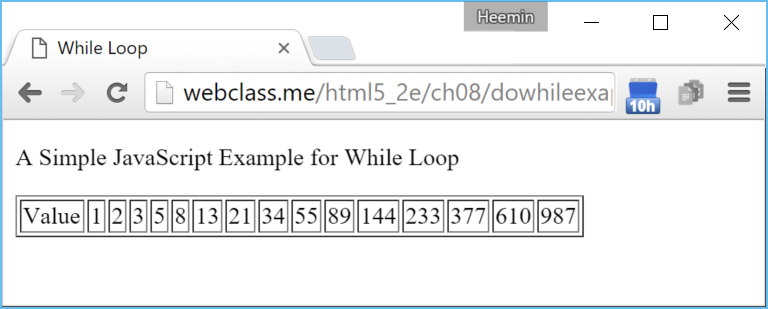 Heemin
While Loop
webclass.me/html5_2e/ch08/dowhileexa
10h
A Simple JavaScript Example for While Loop
Value 1 2 3 5 8 13 21 34 55 89 144 233 377 610 987